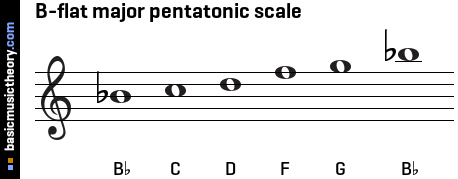 B-flat major pentatonic scale
basicmusictheory.com
B♭ C D F G B♭